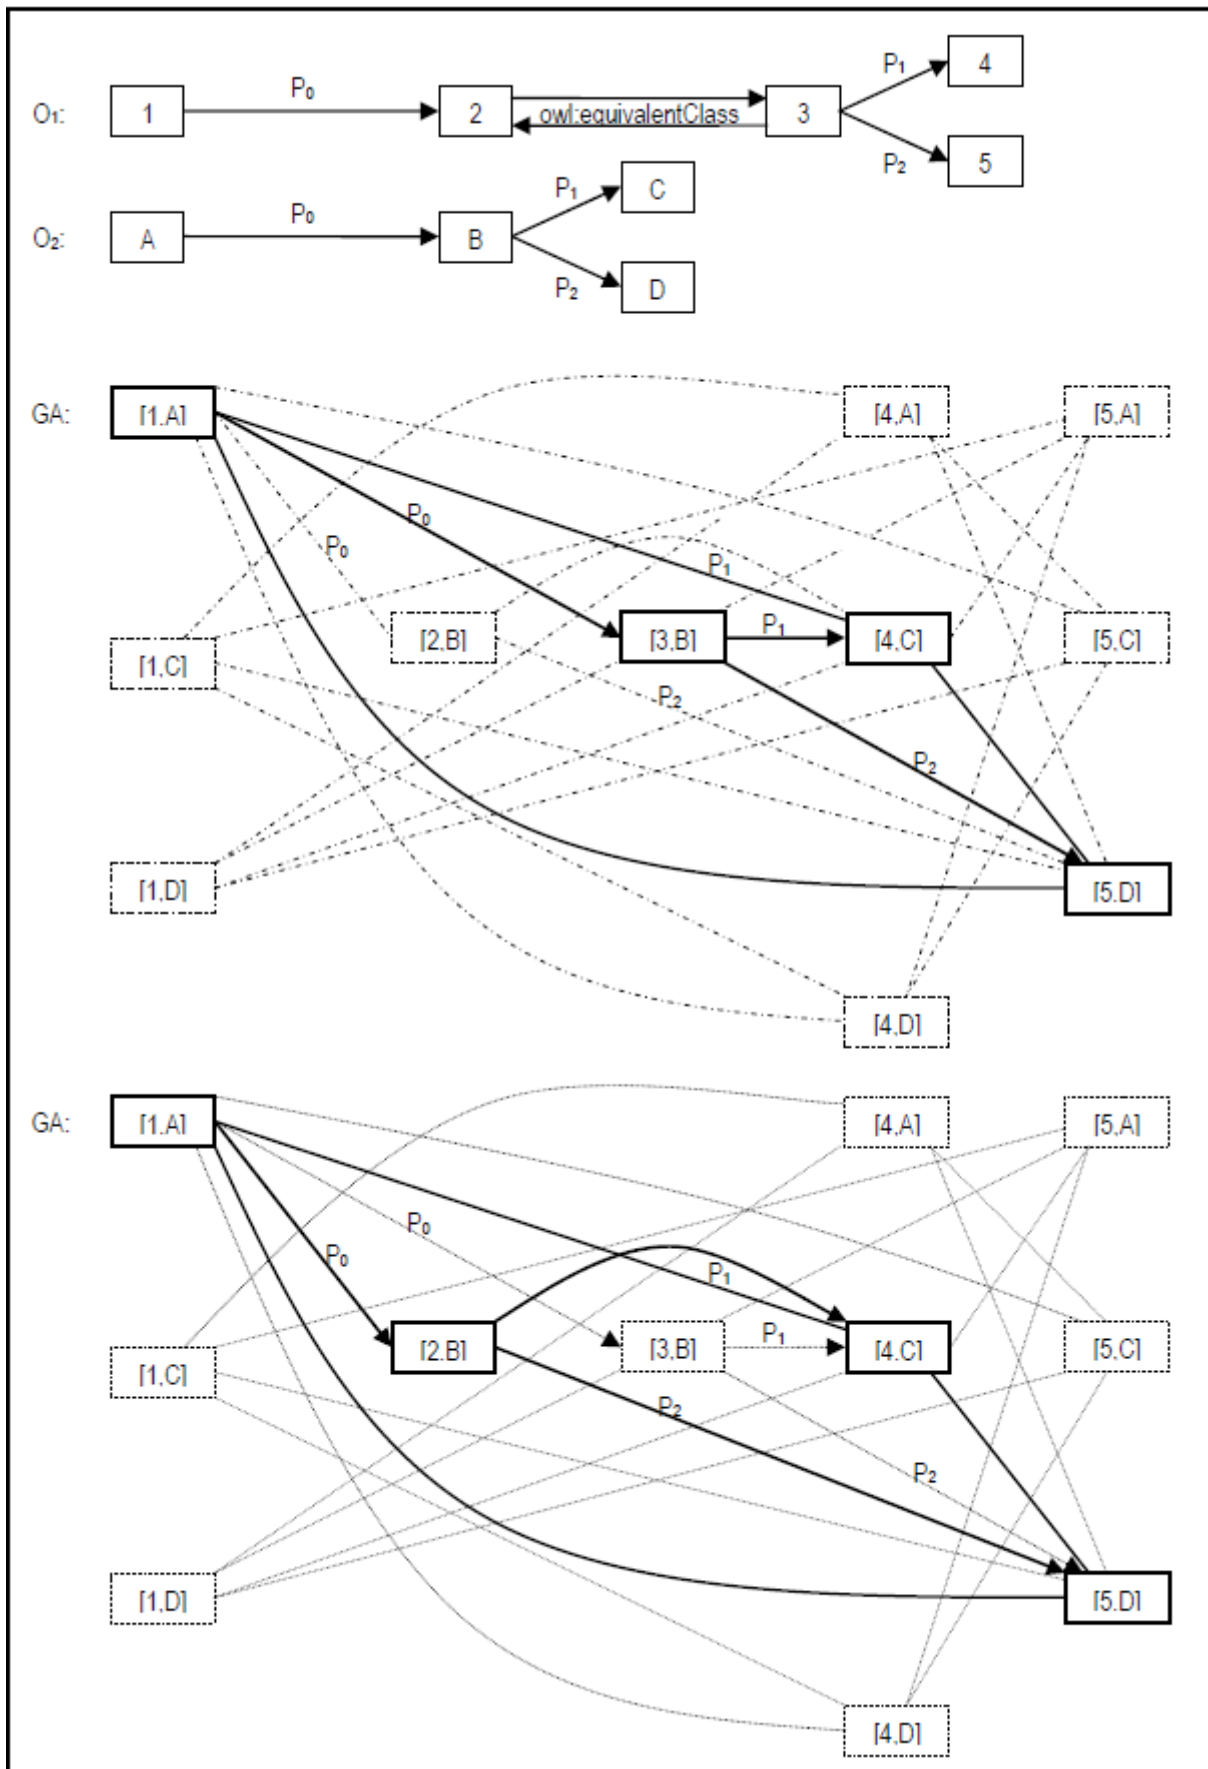 P₁ 4
O₁: 1 P₀ 2 owl:equivalentClass 3
P₂ 5
P₁ C
O₂: A P₀ B
P₂ D
GA: [1,A] [4,A] [5,A]
P₀
P₀
P₁
[1,C] [2,B] [3,B] P₁ [4,C] [5,C]
P₂
P₂
[1,D] [5,D]
[4,D]
GA: [1,A] [4,A] [5,A]
P₀
P₀
P₁
[1,C] [2,B] [3,B] P₁ [4,C] [5,C]
P₂
P₂
[1,D] [5,D]
[4,D]